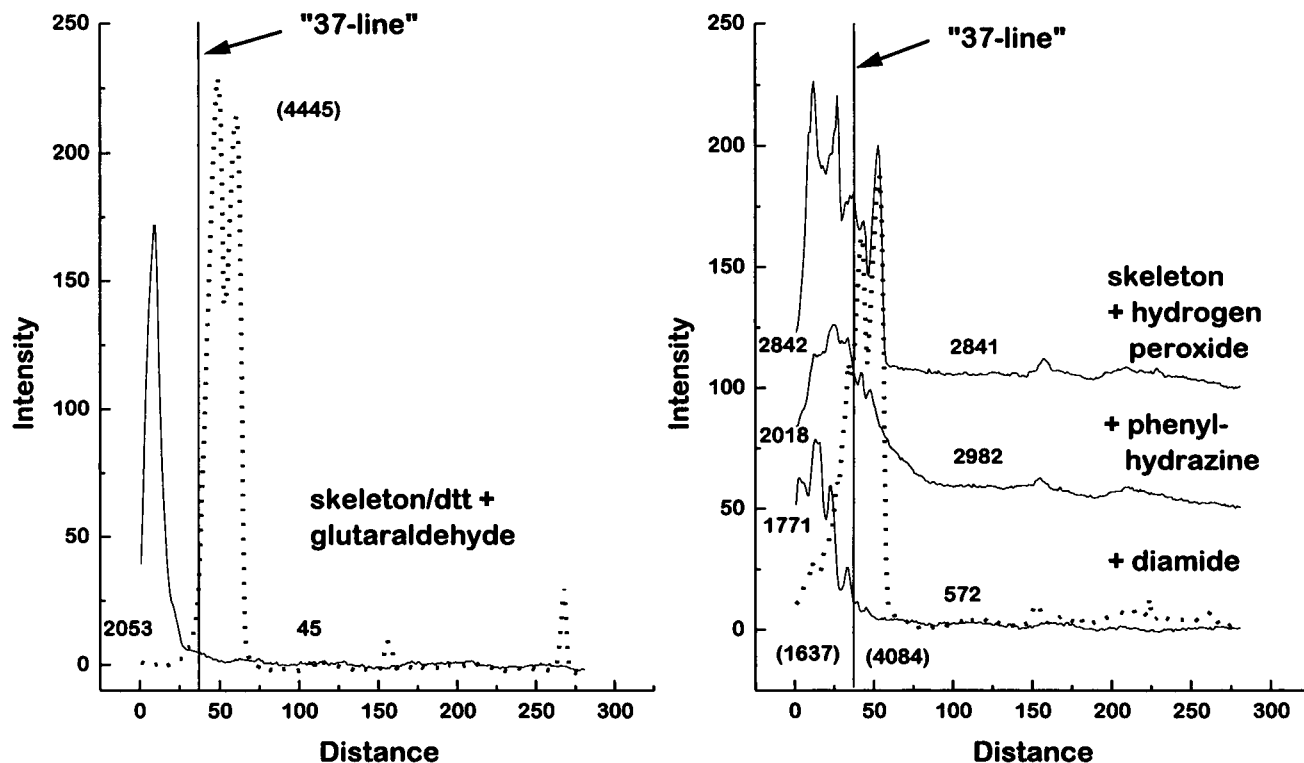 "37-line"
(4445)
skeleton/dtt +
glutaraldehyde
2053
45
250
200
150
100
50
0
Intensity
0
50
100
150
200
250
300
Distance
"37-line"
skeleton
+ hydrogen
peroxide
2842
2841
+ phenyl-
hydrazine
2018
2982
1771
+ diamide
572
(1637)
(4084)
250
200
150
100
50
0
Intensity
0
50
100
150
200
250
300
Distance